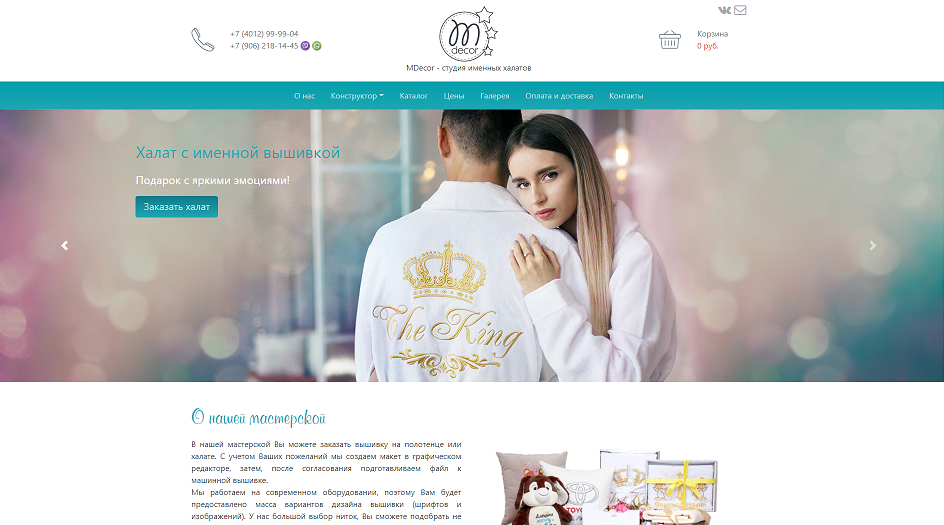 +7 (4012) 99-99-04
+7 (906) 218-14-45
M
decor
MDecor - студия именных халатов
Корзина
0 руб.
О нас Конструктор Каталог Цены Галерея Оплата и доставка Контакты
Халат с именной вышивкой
Подарок с яркими эмоциями!
Заказать халат
The King
О нашей мастерской
В нашей мастерской Вы можете заказать вышивку на полотенце или
халате. С учетом Ваших пожеланий мы создаем макет в графическом
редакторе, затем, после согласования подготавливаем файл к
машинной вышивке.
Мы работаем на современном оборудовании, поэтому Вам будет
предоставлено масса вариантов дизайна вышивки (шрифтов и
изображений). У нас большой выбор ниток, Вы сможете подобрать не